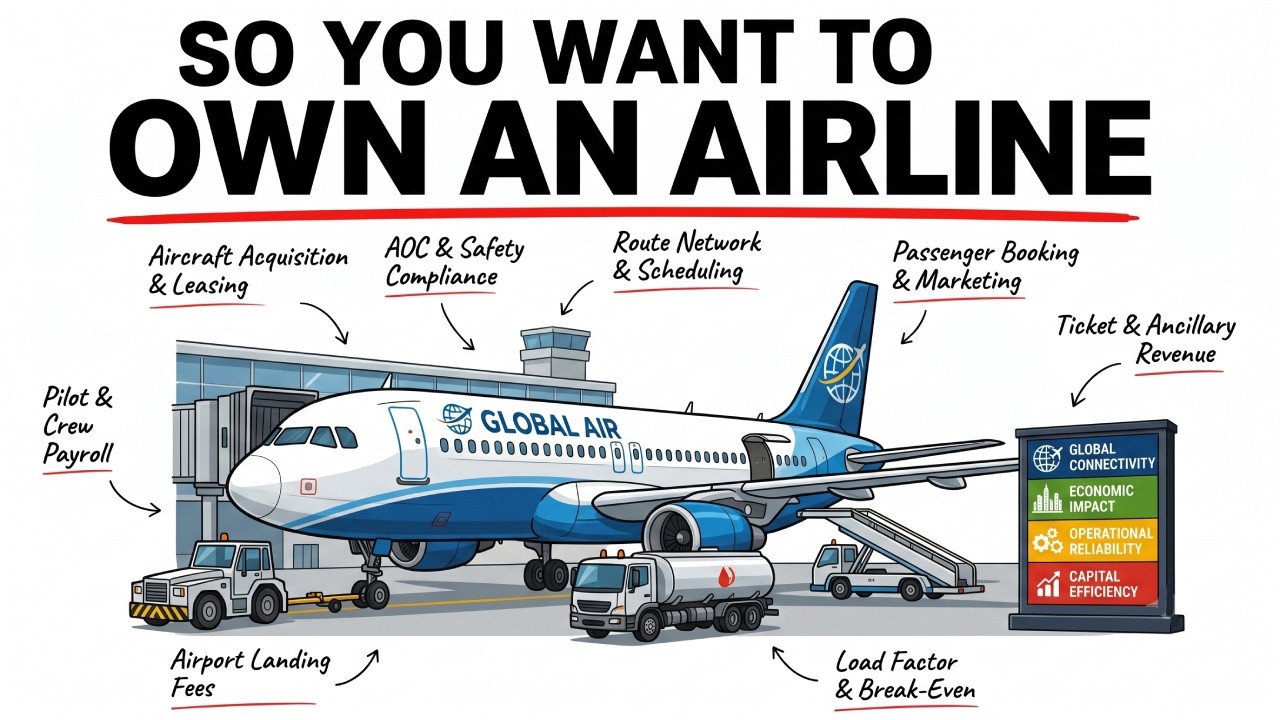 SO YOU WANT TO
OWN AN AIRLINE
Aircraft Acquisition
& Leasing
AOC & Safety
Compliance
Route Network
& Scheduling
Passenger Booking
& Marketing
Ticket & Ancillary
Revenue
Pilot &
Crew
Payroll
GLOBAL AIR
GLOBAL
CONNECTIVITY
ECONOMIC
IMPACT
OPERATIONAL
RELIABILITY
CAPITAL
EFFICIENCY
Airport Landing
Fees
Load Factor
& Break-Even